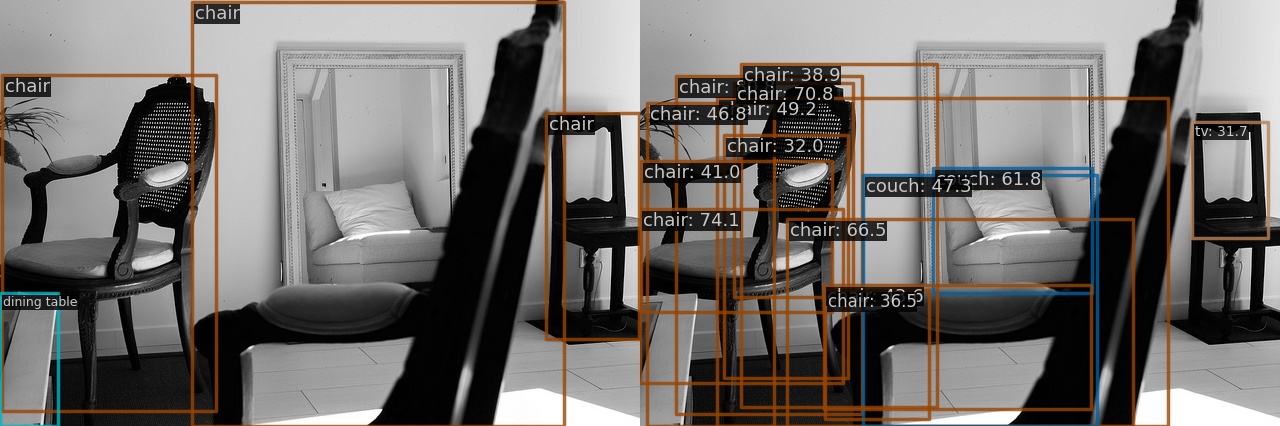 chair
chair
chair
dining table
chair: 38.9
chair:
chair: 70.8
air: 49.2
chair: 46.8
tv: 31.7
chair: 32.0
chair: 41.0
couch: 61.8
couch: 47.3
chair: 74.1
chair: 66.5
chair: 36.5